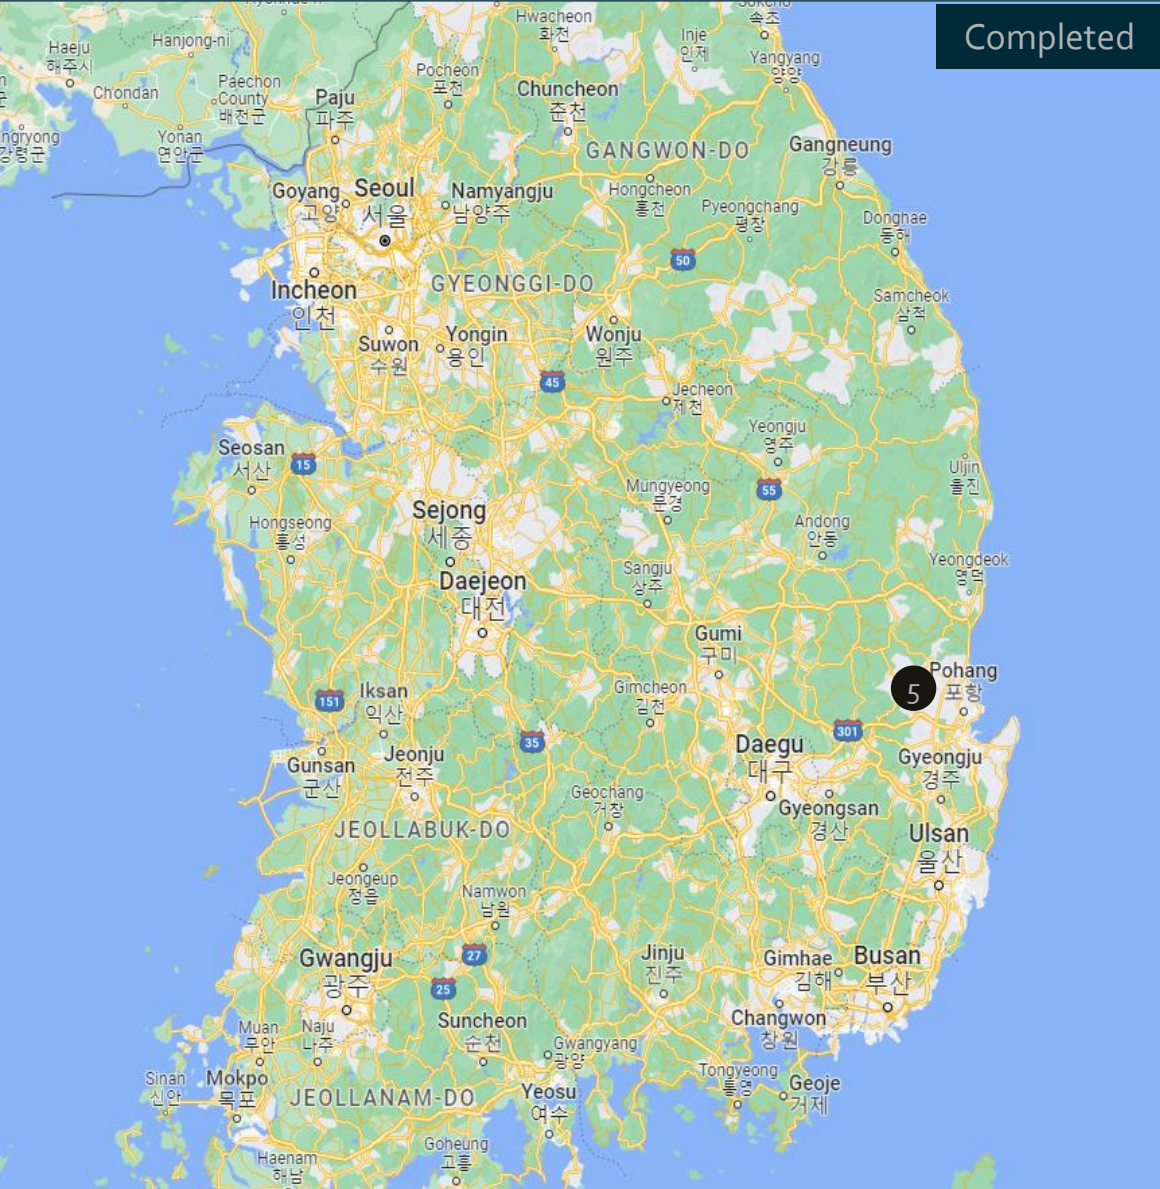 Completed
Hwacheon
화천
속초
Inje
인제
Yangyang
양양
Haeju
해주시
Hanjong-ni
Chondan
Paechon
County
배천군
Paju
파주
Pocheon
포천
Chuncheon
춘천
ngryong
강령군
Yonan
연안군
GANGWON-DO
Gangneung
강릉
Goyang
고양
Seoul
서울
Namyangju
남양주
Hongcheon
홍천
Pyeongchang
평창
Donghae
동해
50
GYEONGGI-DO
Incheon
인천
Samcheok
삼척
Suwon
수원
Yongin
용인
Wonju
원주
45
Jecheon
제천
Yeongju
영주
Seosan
서산
15
Uljin
울진
Mungyeong
문경
55
Sejong
세종
Hongseong
홍성
Andong
안동
Sangju
상주
Yeongdeok
영덕
Daejeon
대전
Gumi
구미
Pohang
포항
5
Gimcheon
김천
151
Iksan
익산
35
301
Daegu
대구
Gunsan
군산
Jeonju
전주
Gyeongju
경주
Geochang
거창
Gyeongsan
경산
JEOLLABUK-DO
Ulsan
울산
Jeongeup
정읍
Namwon
남원
27
Gwangju
광주
25
Jinju
진주
Gimhae
김해
Busan
부산
Changwon
창원
Suncheon
순천
Muan
무안
Naju
나주
Gwangyang
광양
Sinan
신안
Mokpo
목포
JEOLLANAM-DO
Yeosu
여수
Tongyeong
통영
Geoje
거제
Goheung
고흥
Haenam
해남